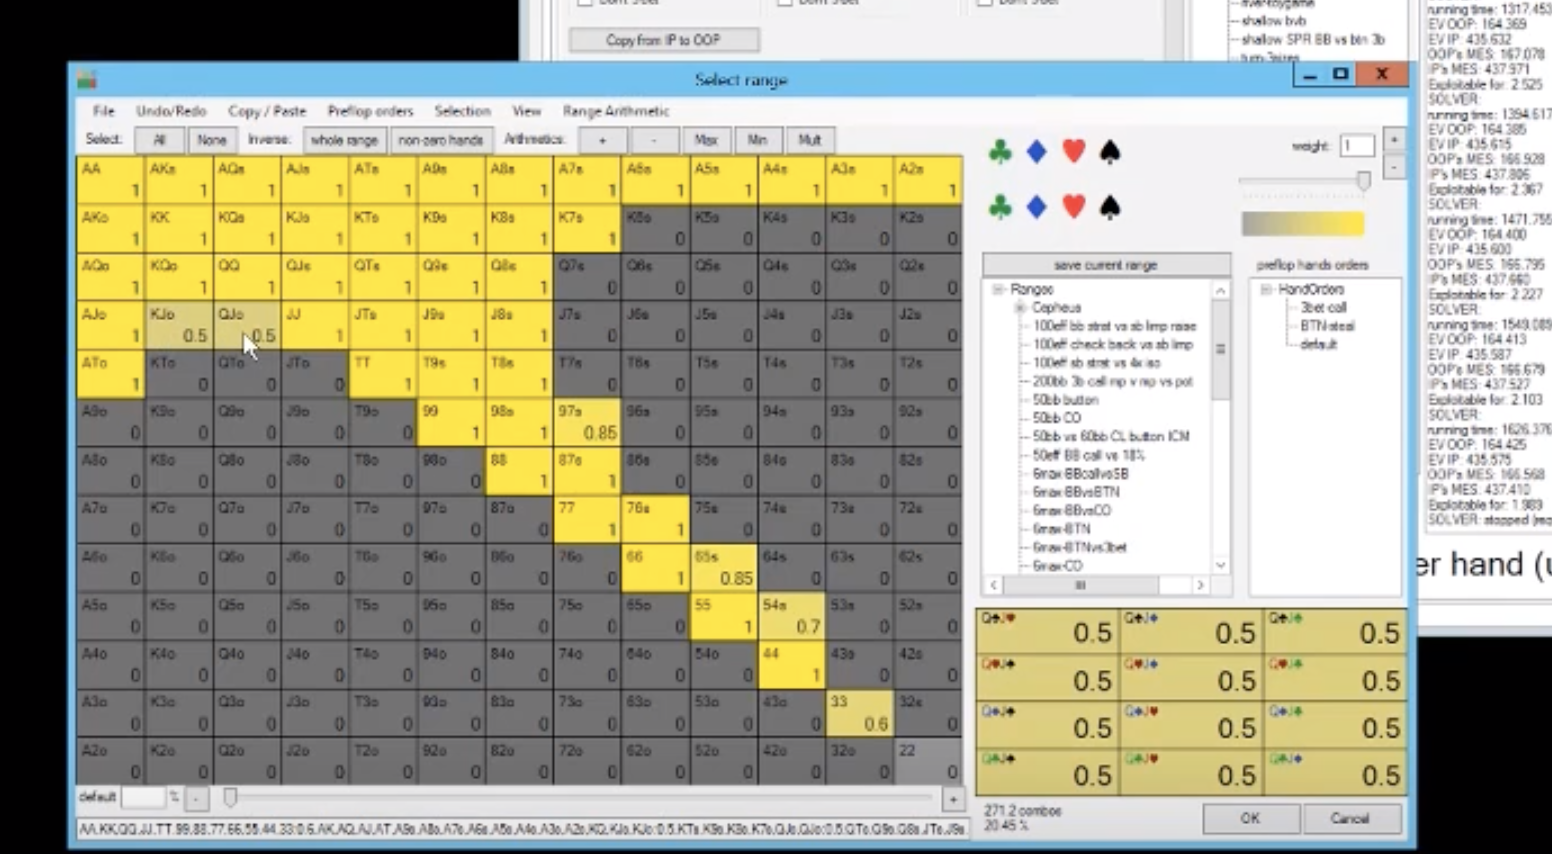 Copy from IP to OOP
shallow bvb
shallow SPR BB vs btn 3b
running time: 1317.453
EV OOP: 164.369
EV IP: 435.632
OOP's MES: 167.078
IP's MES: 437.971
Exploitable for: 2.525
SOLVER:
running time: 1394.617
EV OOP: 164.385
EV IP: 435.615
OOP's MES: 166.928
IP's MES: 437.806
Exploitable for: 2.367
SOLVER:
running time: 1471.755
EV OOP: 164.400
EV IP: 435.600
OOP's MES: 166.795
IP's MES: 437.660
Exploitable for: 2.227
SOLVER:
running time: 1549.089
EV OOP: 164.413
EV IP: 435.587
OOP's MES: 166.679
IP's MES: 437.527
Exploitable for: 2.103
SOLVER:
running time: 1626.376
EV OOP: 164.425
EV IP: 435.575
OOP's MES: 166.568
IP's MES: 437.410
Exploitable for: 1.989
SOLVER: stopped
er hand
Select range
File Undo/Redo Copy / Paste Preflop orders Selection View Range Arithmetic
Select: All None Inverse: whole range non-zero hands Arithmetics: + - Max Min Mult
AA AKs AQs AJs ATs A9s A8s A7s A6s A5s A4s A3s A2s
1 1 1 1 1 1 1 1 1 1 1 1 1
AKo KK KQs KJs KTs K9s K8s K7s K6s K5s K4s K3s K2s
1 1 1 1 1 1 1 1 0 0 0 0 0
AQo KQo QQ QJs QTs Q9s Q8s Q7s Q6s Q5s Q4s Q3s Q2s
1 1 1 1 1 1 1 0 0 0 0 0 0
AJo KJo QJo JJ JTs J9s J8s J7s J6s J5s J4s J3s J2s
1 0.5 0.5 1 1 1 1 0 0 0 0 0 0
ATo KTo QTo JTo TT T9s T8s T7s T6s T5s T4s T3s T2s
1 0 0 0 1 1 1 0 0 0 0 0 0
A9o K9o Q9o J9o T9o 99 98s 97s 96s 95s 94s 93s 92s
0 0 0 0 0 1 1 0.85 0 0 0 0 0
A8o K8o Q8o J8o T8o 98o 88 87s 86s 85s 84s 83s 82s
0 0 0 0 0 0 1 1 0 0 0 0 0
A7o K7o Q7o J7o T7o 97o 87o 77 76s 75s 74s 73s 72s
0 0 0 0 0 0 0 1 1 0 0 0 0
A6o K6o Q6o J6o T6o 96o 86o 76o 66 65s 64s 63s 62s
0 0 0 0 0 0 0 0 1 0.85 0 0 0
A5o K5o Q5o J5o T5o 95o 85o 75o 65o 55 54s 53s 52s
0 0 0 0 0 0 0 0 0 1 0.7 0 0
A4o K4o Q4o J4o T4o 94o 84o 74o 64o 54o 44 43s 42s
0 0 0 0 0 0 0 0 0 0 1 0 0
A3o K3o Q3o J3o T3o 93o 83o 73o 63o 53o 43o 33 32s
0 0 0 0 0 0 0 0 0 0 0 0.6 0
A2o K2o Q2o J2o T2o 92o 82o 72o 62o 52o 42o 32o 22
0 0 0 0 0 0 0 0 0 0 0 0 0
default % - +
AA,KK,QQ,JJ,TT,99,88,77,66,55,44,33:0.6,AK,AQ,AJ,AT,A9s,A8s,A7s,A6s,A5s,A4s,A3s,A2s,KQ,KJs,KJo:0.5,KTs,K9s,K8s,K7s,QJs,QJo:0.5,QTs,Q9s,Q8s,JTs,J9s
weight: 1 + -
save current range
Ranges
Cepheus
100eff bb strat vs sb limp raise
100eff check back vs sb limp
100eff sb strat vs 4x iso
200bb 3b call mp v mp vs pot
50bb button
50bb CO
50bb vs 60bb CL button ICM
50eff BB call vs 18%
6max-BBcallvsSB
6max-BBvsBTN
6max-BBvsCO
6max-BTN
6max-BTNvs3bet
6max-CO
preflop hands orders
HandOrders
3bet-call
BTN-steal
default
Q♠J♥ 0.5 Q♠J♦ 0.5 Q♠J♣ 0.5
Q♥J♠ 0.5 Q♥J♦ 0.5 Q♥J♣ 0.5
Q♦J♠ 0.5 Q♦J♥ 0.5 Q♦J♣ 0.5
Q♣J♠ 0.5 Q♣J♥ 0.5 Q♣J♦ 0.5
271.2 combos
20.45 %
OK Cancel